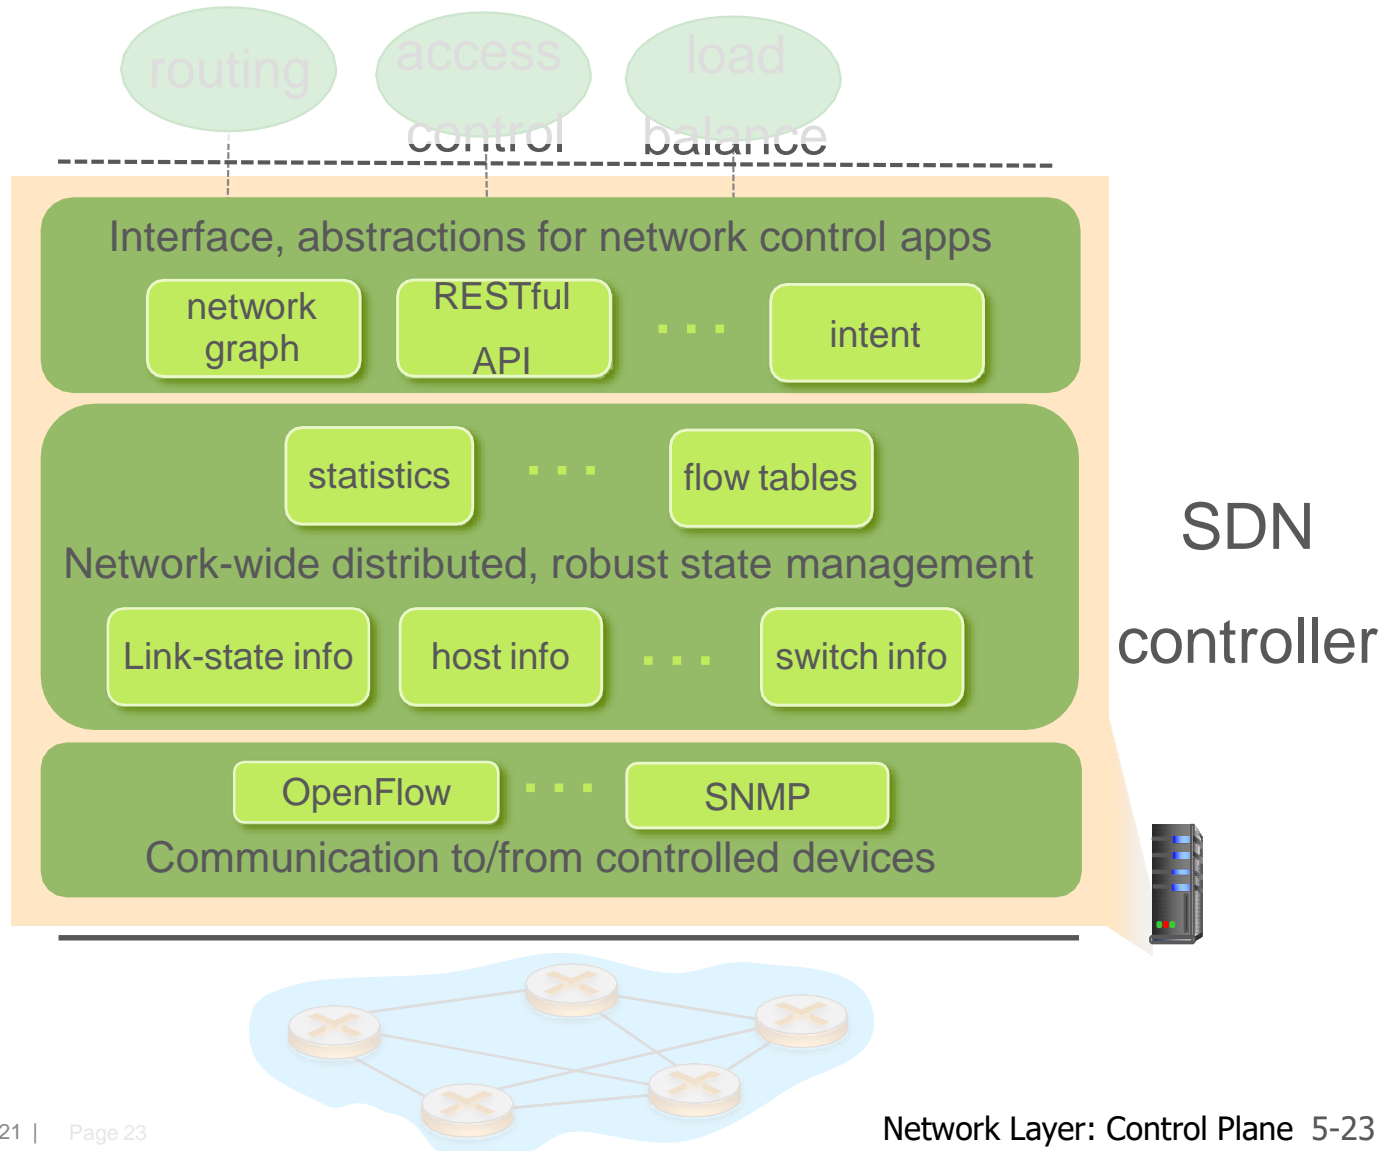 routing
access
control
load
balance
Interface, abstractions for network control apps
network
graph
RESTful
API
. . .
intent
statistics
. . .
flow tables
Network-wide distributed, robust state management
Link-state info
host info
. . .
switch info
OpenFlow
. . .
SNMP
Communication to/from controlled devices
SDN
controller
21 |
Page 23
Network Layer: Control Plane 5-23